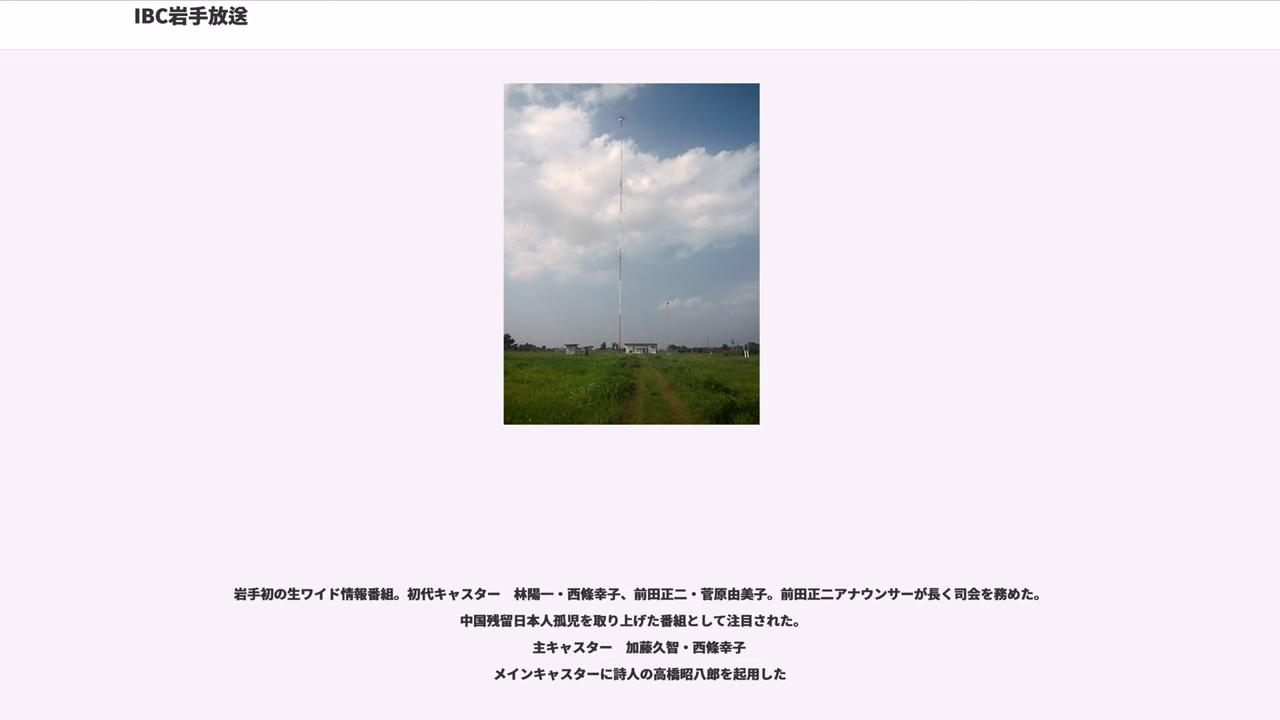 IBC岩手放送
岩手初の生ワイド情報番組。初代キャスター　林陽一・西條幸子、前田正二・菅原由美子。前田正二アナウンサーが長く司会を務めた。
中国残留日本人孤児を取り上げた番組として注目された。
主キャスター　加藤久智・西條幸子
メインキャスターに詩人の高橋昭八郎を起用した